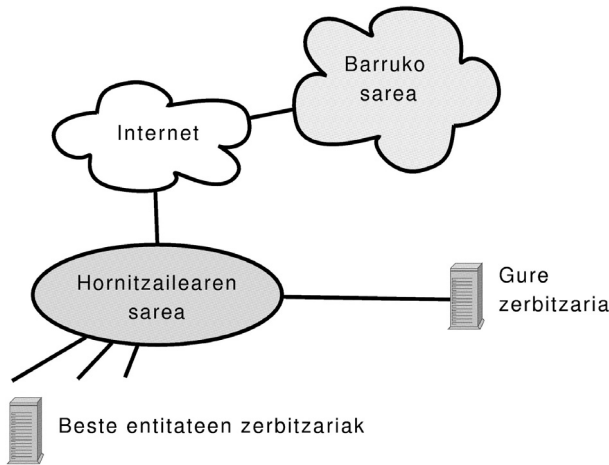 Barruko
sarea
Internet
Hornitzailearen
sarea
Gure
zerbitzaria
Beste entitateen zerbitzariak